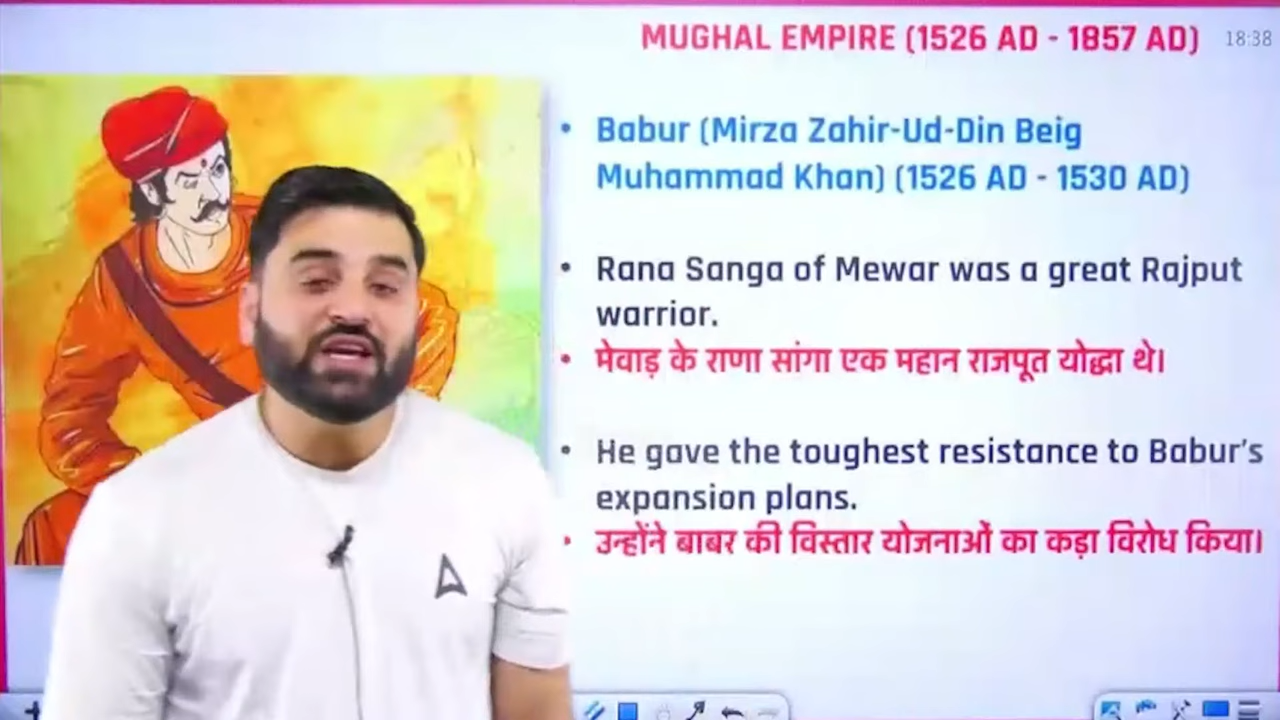 MUGHAL EMPIRE (1526 AD - 1857 AD)
18:38
Babur (Mirza Zahir-Ud-Din Beig
Muhammad Khan) (1526 AD - 1530 AD)
Rana Sanga of Mewar was a great Rajput
warrior.
मेवाड़ के राणा सांगा एक महान राजपूत योद्धा थे।
He gave the toughest resistance to Babur's
expansion plans.
उन्होंने बाबर की विस्तार योजनाओं का कड़ा विरोध किया।